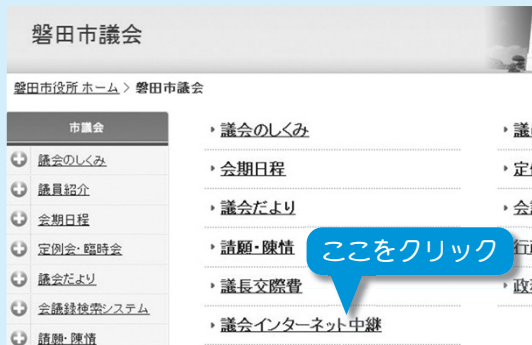 磐田市議会
磐田市役所 ホーム > 磐田市議会
市議会
議会のしくみ
議員紹介
会期日程
定例会・臨時会
議会だより
会議録検索システム
請願・陳情
議会のしくみ
会期日程
議会だより
請願・陳情
ここをクリック
議長交際費
議会インターネット中継